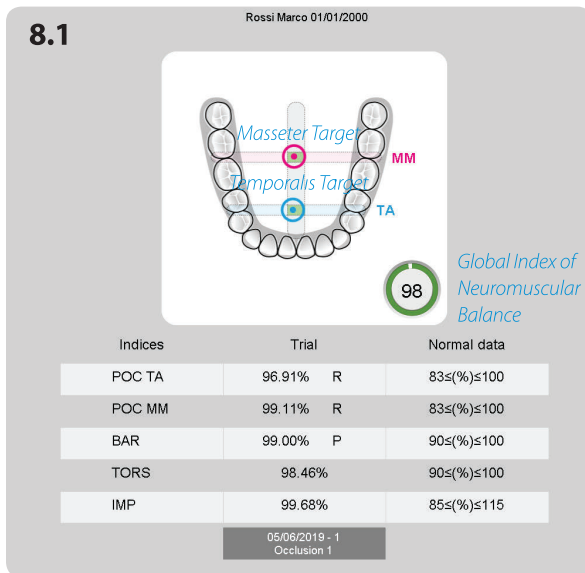 Rossi Marco 01/01/2000
8.1
Masseter Target
MM
Temporalis Target
TA
98
Global Index of
Neuromuscular
Balance
Indices Trial Normal data
POC TA 96.91% R 83≤(%)≤100
POC MM 99.11% R 83≤(%)≤100
BAR 99.00% P 90≤(%)≤100
TORS 98.46% 90≤(%)≤100
IMP 99.68% 85≤(%)≤115
05/06/2019 - 1
Occlusion 1